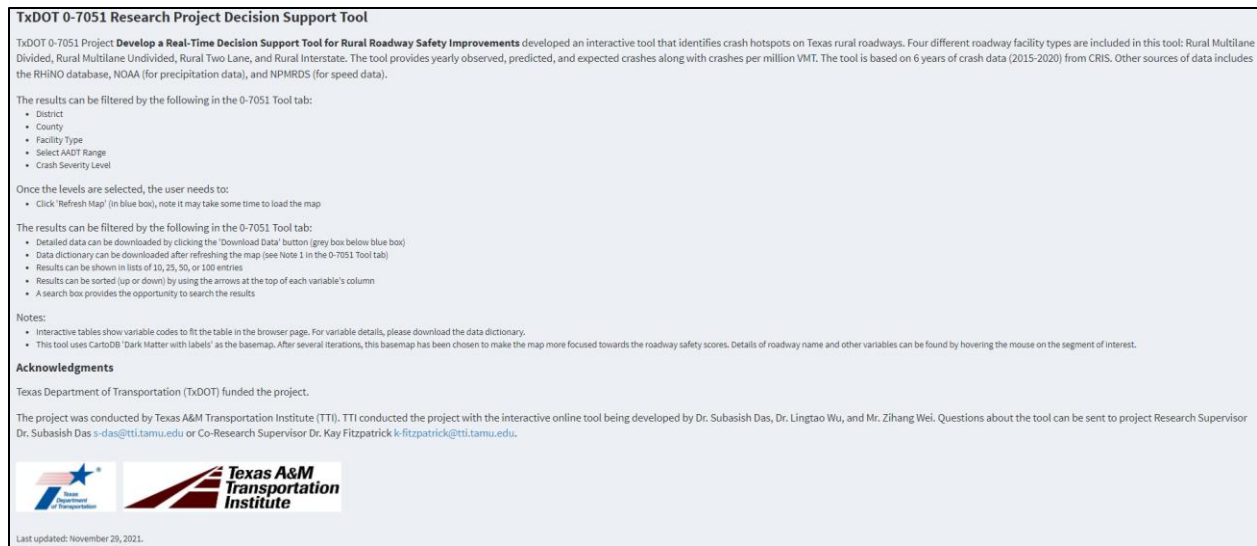 TxDOT 0-7051 Research Project Decision Support Tool
TxDOT 0-7051 Project Develop a Real-Time Decision Support Tool for Rural Roadway Safety Improvements developed an interactive tool that identifies crash hotspots on Texas rural roadways. Four different roadway facility types are included in this tool: Rural Multilane
Divided, Rural Multilane Undivided, Rural Two Lane, and Rural Interstate. The tool provides yearly observed, predicted, and expected crashes along with crashes per million VMT. The tool is based on 6 years of crash data (2015-2020) from CRIS. Other sources of data includes
the RHiNO database, NOAA (for precipitation data), and NPMRDS (for speed data).
The results can be filtered by the following in the 0-7051 Tool tab:
• District
• County
• Facility Type
• Select AADT Range
• Crash Severity Level
Once the levels are selected, the user needs to:
• Click 'Refresh Map' (in blue box), note it may take some time to load the map
The results can be filtered by the following in the 0-7051 Tool tab:
• Detailed data can be downloaded by clicking the 'Download Data' button (grey box below blue box)
• Data dictionary can be downloaded after refreshing the map (see Note 1 in the 0-7051 Tool tab)
• Results can be shown in lists of 10, 25, 50, or 100 entries
• Results can be sorted (up or down) by using the arrows at the top of each variable's column
• A search box provides the opportunity to search the results
Notes:
• Interactive tables show variable codes to fit the table in the browser page. For variable details, please download the data dictionary.
• This tool uses CartoDB 'Dark Matter with labels' as the basemap. After several iterations, this basemap has been chosen to make the map more focused towards the roadway safety scores. Details of roadway name and other variables can be found by hovering the mouse on the segment of interest.
Acknowledgments
Texas Department of Transportation (TxDOT) funded the project.
The project was conducted by Texas A&M Transportation Institute (TTI). TTI conducted the project with the interactive online tool being developed by Dr. Subasish Das, Dr. Lingtao Wu, and Mr. Zihang Wei. Questions about the tool can be sent to project Research Supervisor
Dr. Subasish Das s-das@tti.tamu.edu or Co-Research Supervisor Dr. Kay Fitzpatrick k-fitzpatrick@tti.tamu.edu.
Texas
Department
of Transportation
®
Texas A&M
Transportation
Institute
Last updated: November 29, 2021.